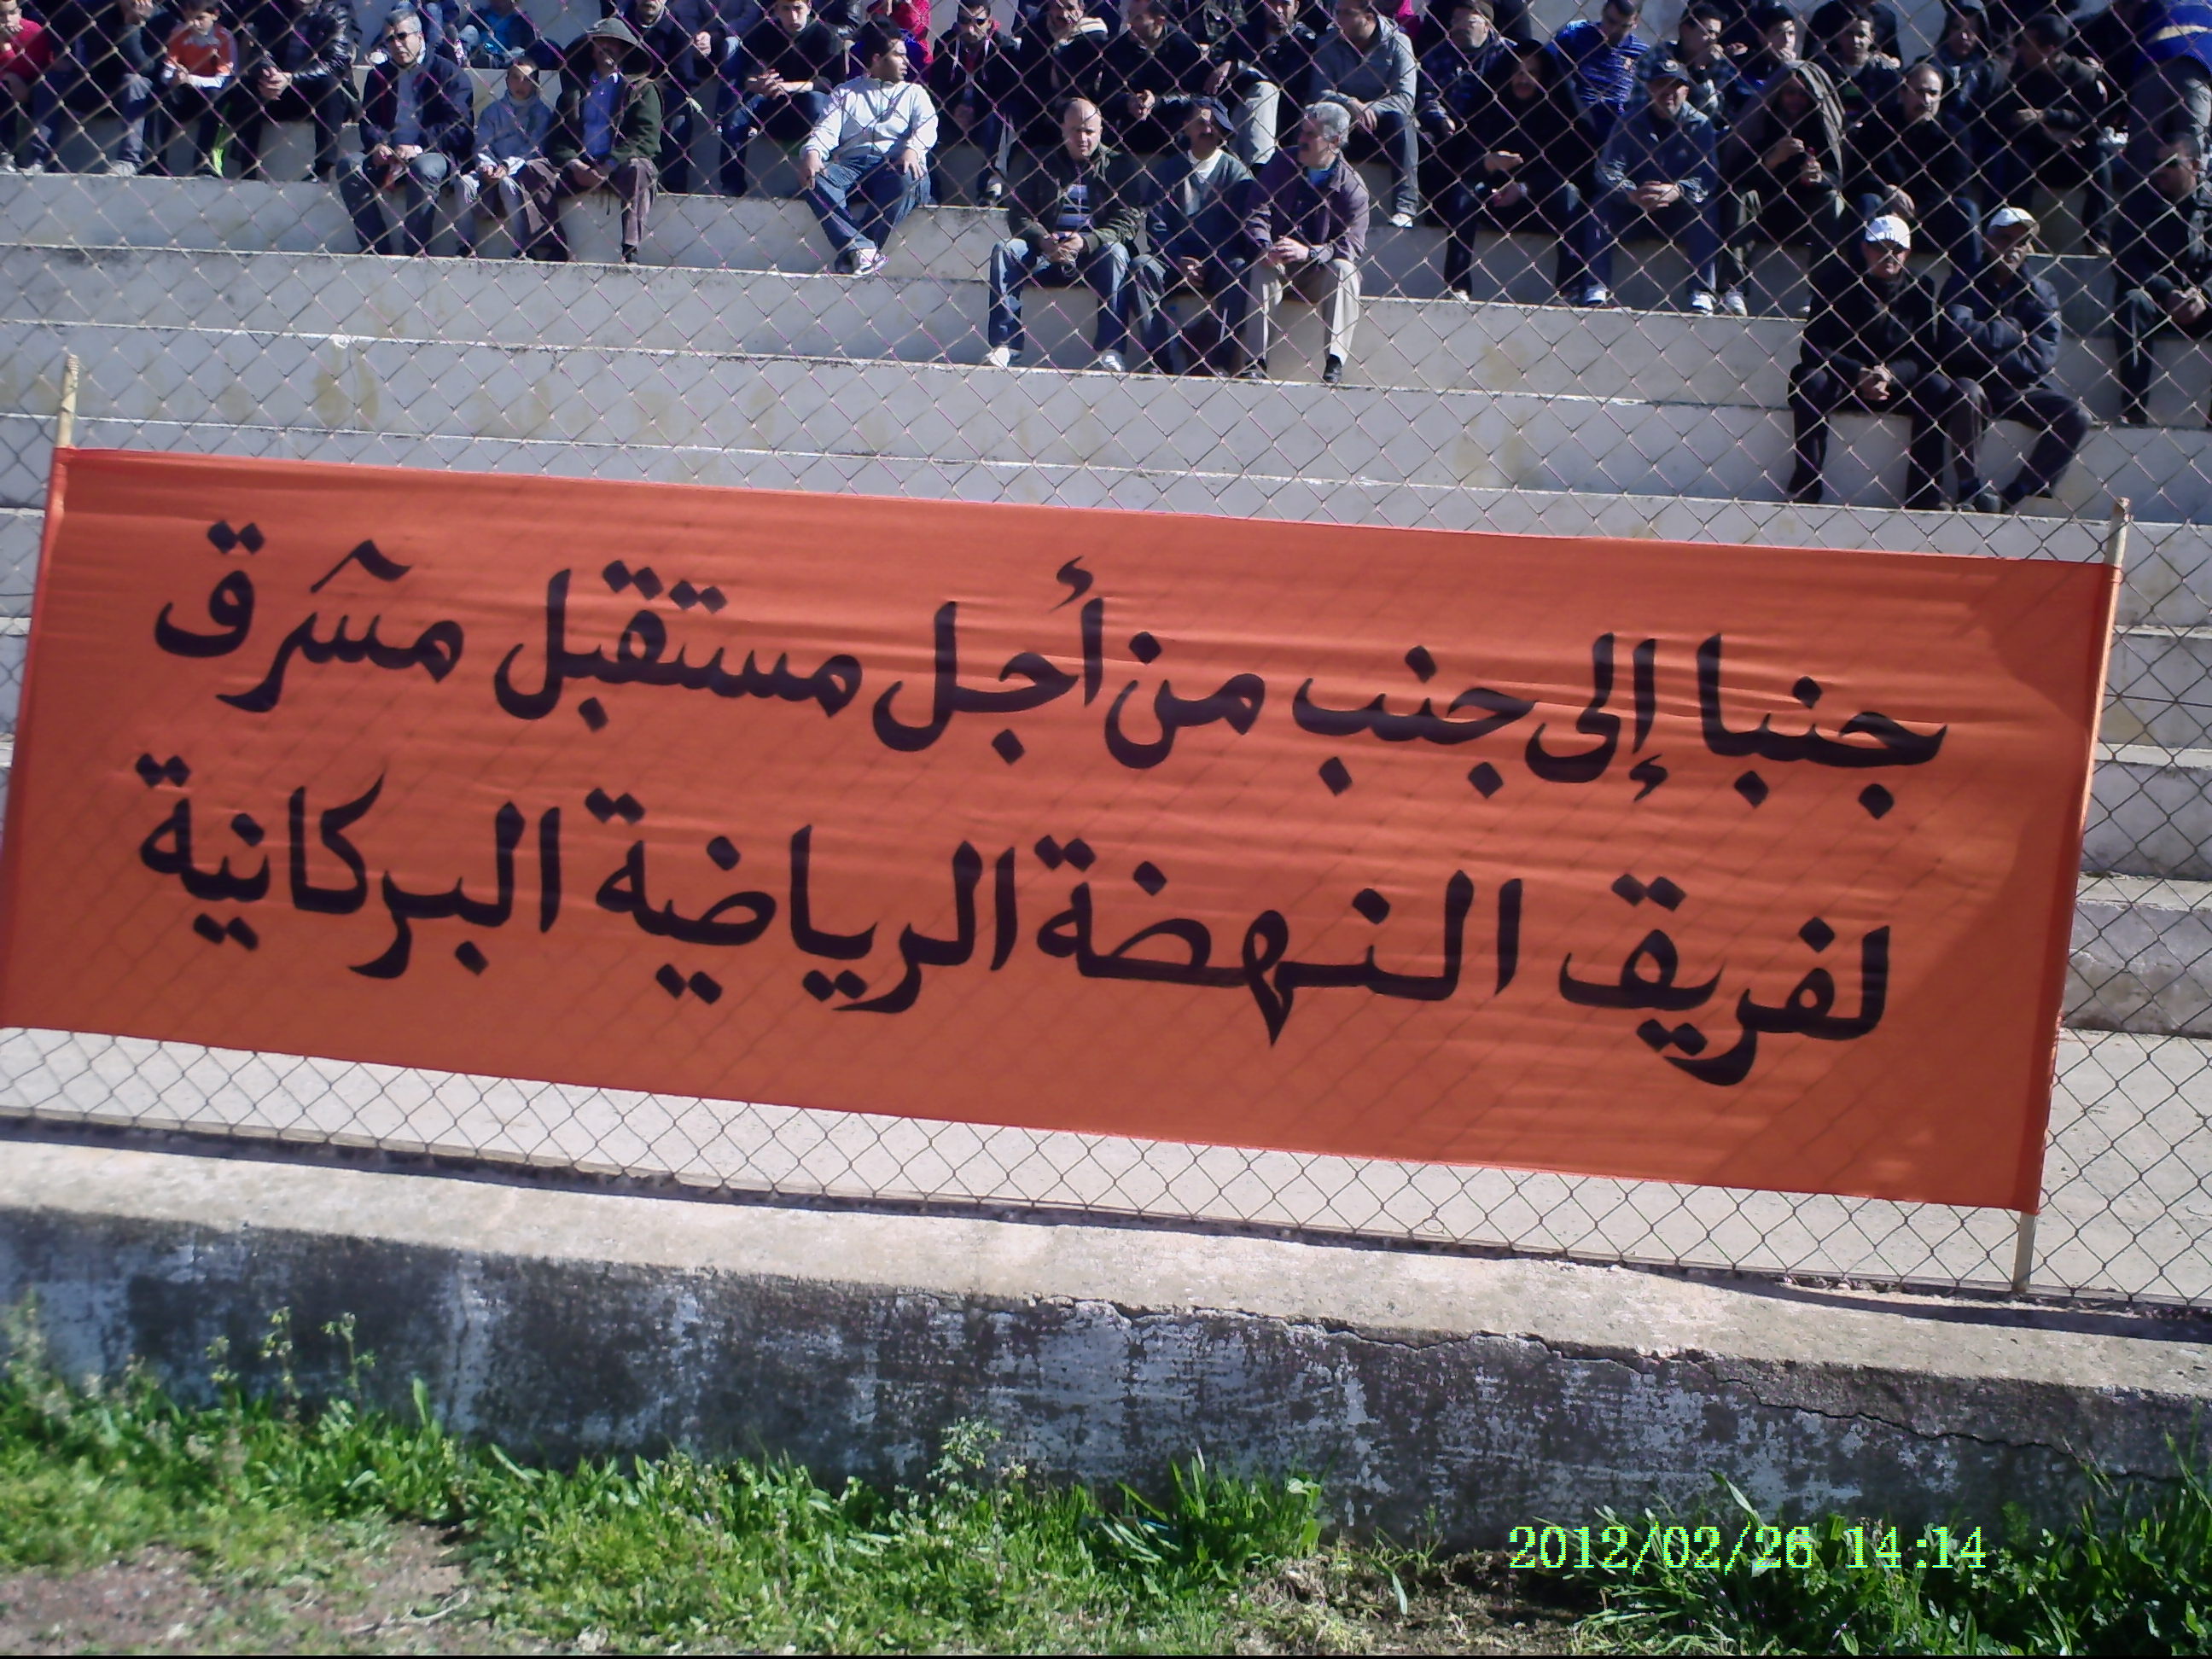 جنبا إلى جنب من أجل مستقبل مشرق
لفريق النهضة الرياضية البركانية
2012/02/26 14:14